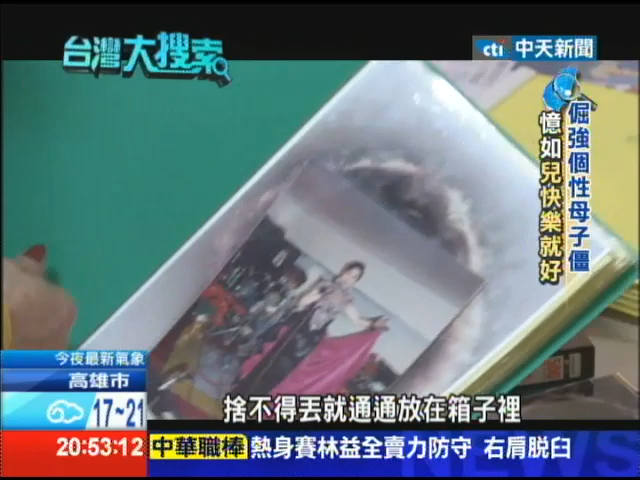 台灣大搜索
cti 中天新聞
倔強個性母子僵
憶如兒快樂就好
捨不得丟就通通放在箱子裡
今夜最新氣象
高雄市
17~21
20:53:12 中華職棒 熱身賽林益全賣力防守 右肩脫臼
NEWS